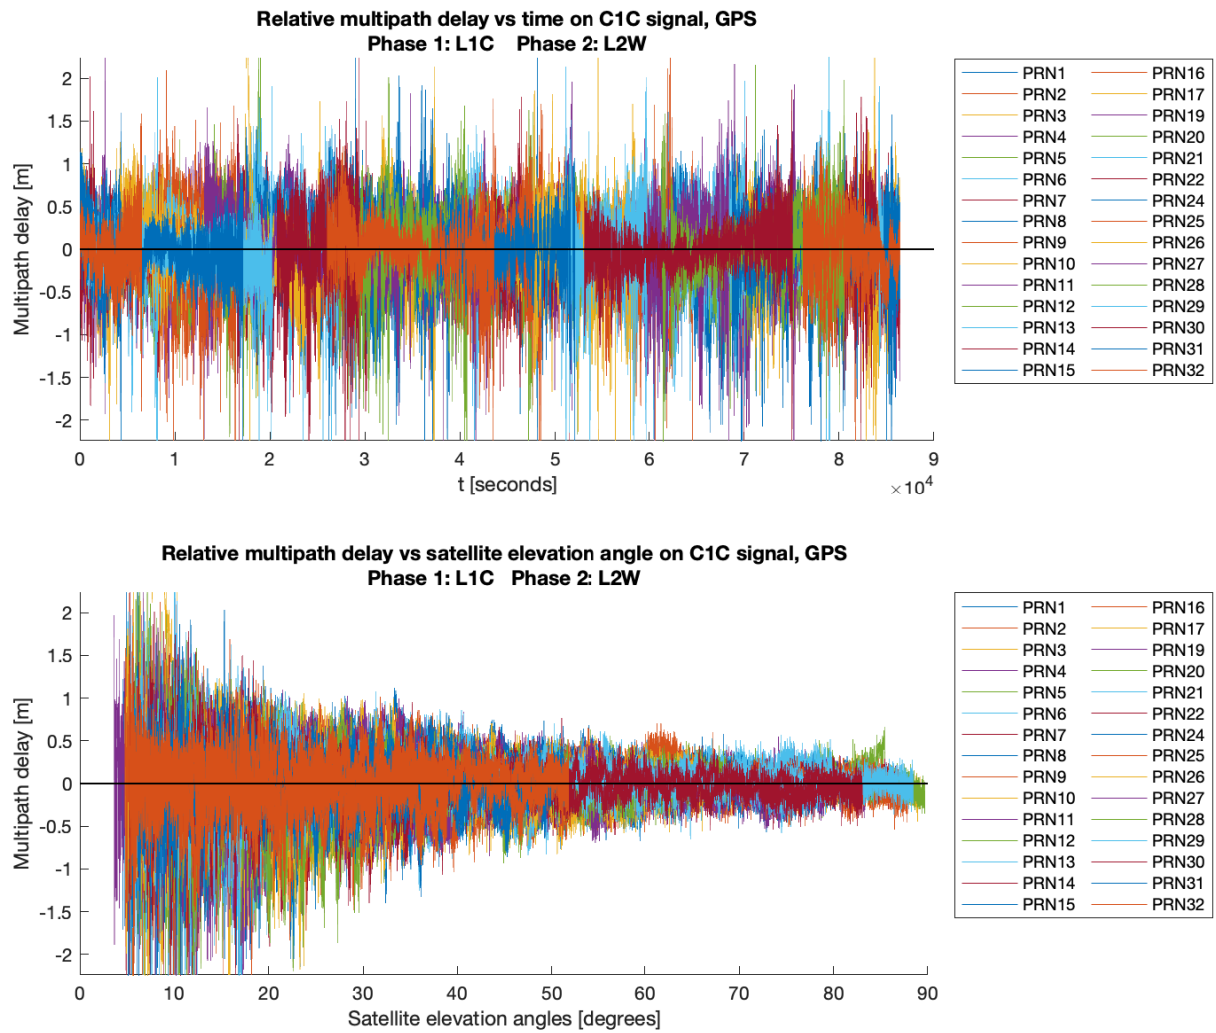 Relative multipath delay vs time on C1C signal, GPS
Phase 1: L1C Phase 2: L2W
Multipath delay [m]
2
1.5
1
0.5
0
-0.5
-1
-1.5
-2
0 1 2 3 4 5 6 7 8 9
×10^4
t [seconds]
PRN1 PRN16
PRN2 PRN17
PRN3 PRN19
PRN4 PRN20
PRN5 PRN21
PRN6 PRN22
PRN7 PRN24
PRN8 PRN25
PRN9 PRN26
PRN10 PRN27
PRN11 PRN28
PRN12 PRN29
PRN13 PRN30
PRN14 PRN31
PRN15 PRN32
Relative multipath delay vs satellite elevation angle on C1C signal, GPS
Phase 1: L1C Phase 2: L2W
Multipath delay [m]
2
1.5
1
0.5
0
-0.5
-1
-1.5
-2
0 10 20 30 40 50 60 70 80 90
Satellite elevation angles [degrees]
PRN1 PRN16
PRN2 PRN17
PRN3 PRN19
PRN4 PRN20
PRN5 PRN21
PRN6 PRN22
PRN7 PRN24
PRN8 PRN25
PRN9 PRN26
PRN10 PRN27
PRN11 PRN28
PRN12 PRN29
PRN13 PRN30
PRN14 PRN31
PRN15 PRN32